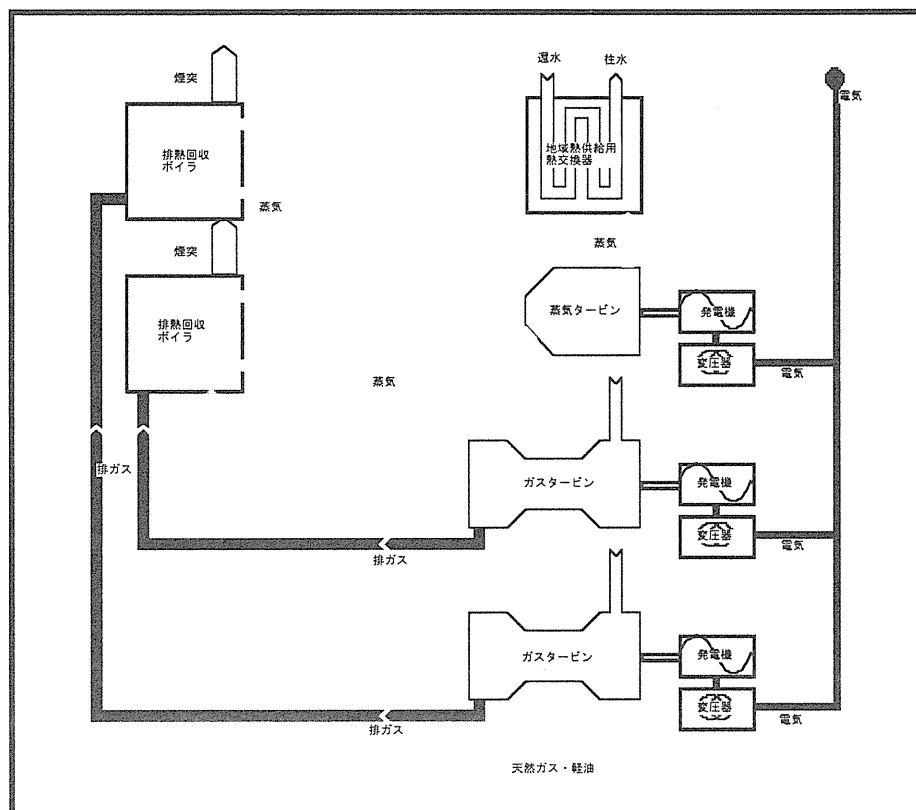 還水
往水
煙突
電気
地域熱供給用
熱交換器
排熱回収
ボイラ
蒸気
煙突
蒸気
蒸気タービン
発電機
排熱回収
ボイラ
変圧器
電気
蒸気
排ガス
ガスタービン
発電機
変圧器
電気
排ガス
ガスタービン
発電機
変圧器
電気
排ガス
天然ガス・軽油